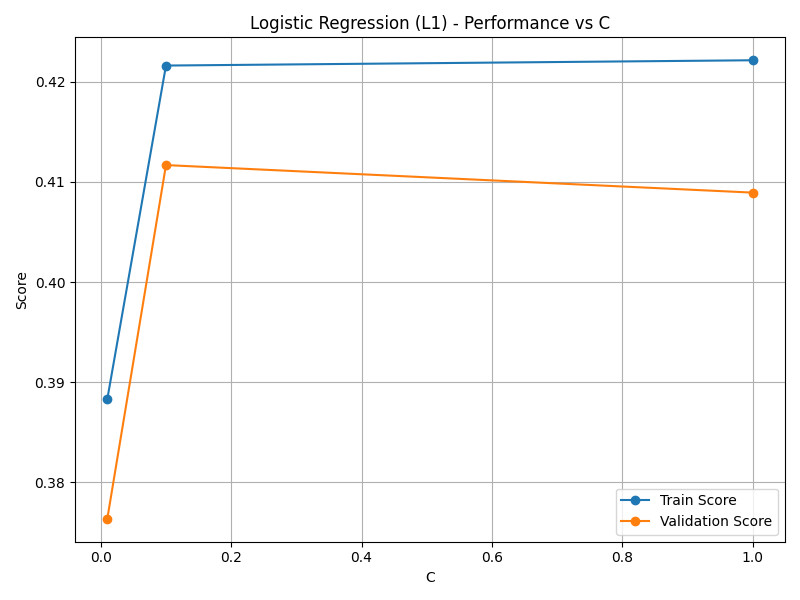 Logistic Regression (L1) - Performance vs C
Score
0.42
0.41
0.40
0.39
0.38
0.0 0.2 0.4 0.6 0.8 1.0
C
Train Score
Validation Score